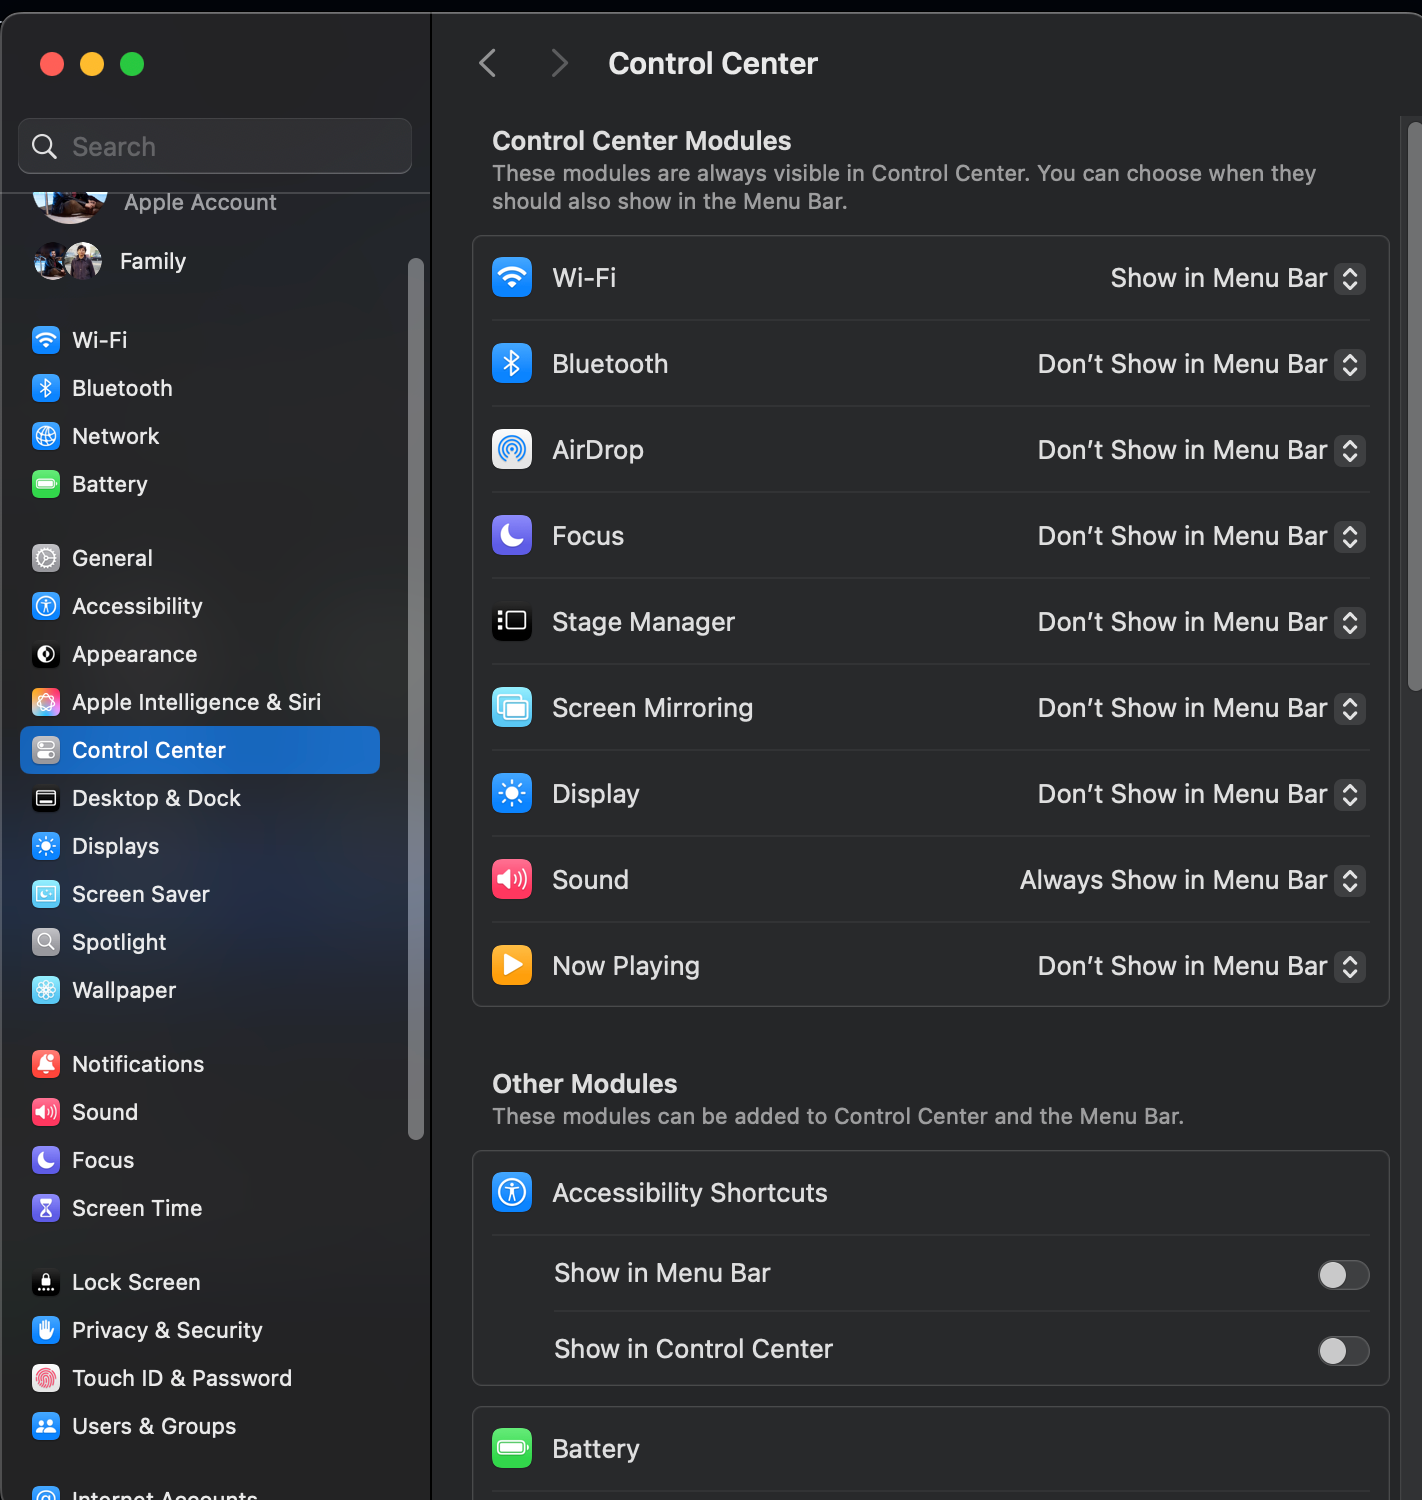 Search
Apple Account
Family
Wi-Fi
Bluetooth
Network
Battery
General
Accessibility
Appearance
Apple Intelligence & Siri
Control Center
Desktop & Dock
Displays
Screen Saver
Spotlight
Wallpaper
Notifications
Sound
Focus
Screen Time
Lock Screen
Privacy & Security
Touch ID & Password
Users & Groups
Internet Accounts
Control Center
Control Center Modules
These modules are always visible in Control Center. You can choose when they
should also show in the Menu Bar.
Wi-Fi Show in Menu Bar
Bluetooth Don’t Show in Menu Bar
AirDrop Don’t Show in Menu Bar
Focus Don’t Show in Menu Bar
Stage Manager Don’t Show in Menu Bar
Screen Mirroring Don’t Show in Menu Bar
Display Don’t Show in Menu Bar
Sound Always Show in Menu Bar
Now Playing Don’t Show in Menu Bar
Other Modules
These modules can be added to Control Center and the Menu Bar.
Accessibility Shortcuts
Show in Menu Bar
Show in Control Center
Battery